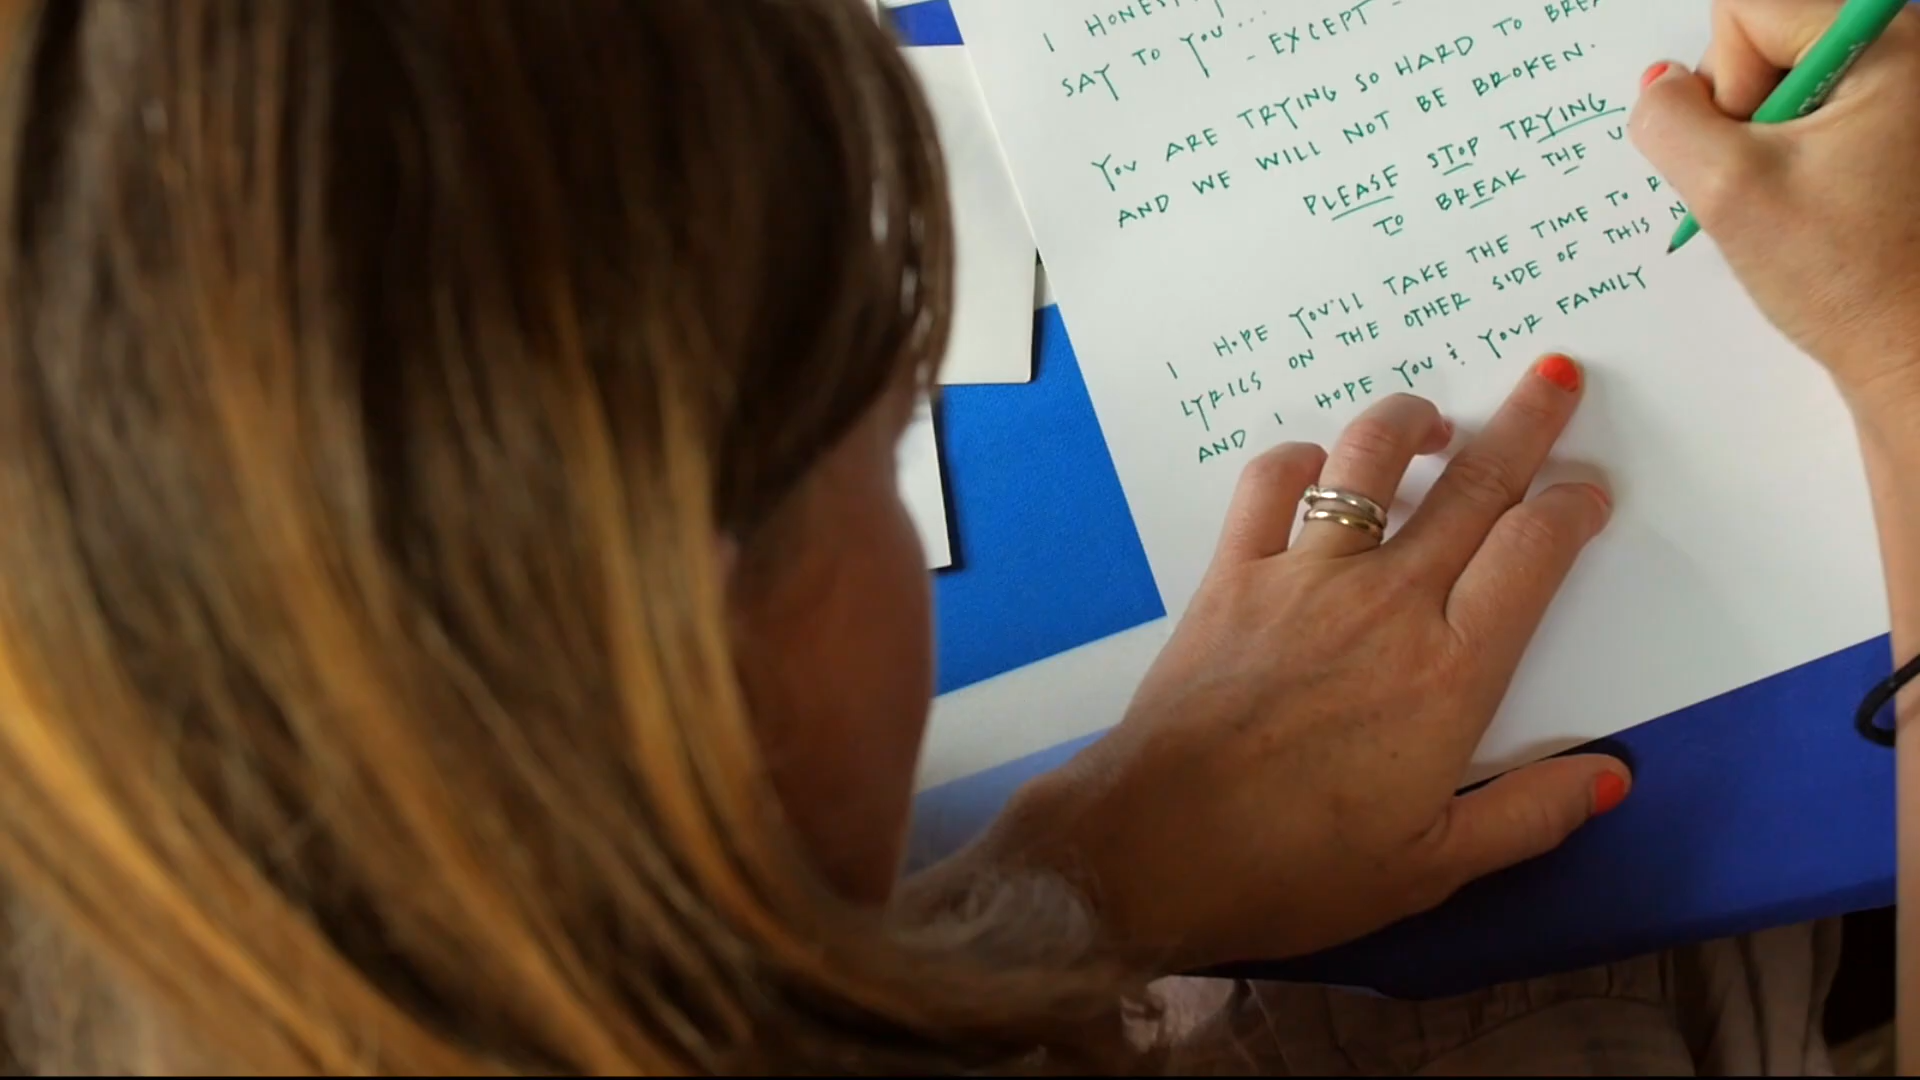 I HONESTLY
SAY TO YOU...
- EXCEPT -
YOU ARE TRYING SO HARD TO BREA
AND WE WILL NOT BE BROKEN.
PLEASE STOP TRYING
TO BREAK THE U
I HOPE YOU'LL TAKE THE TIME TO R
LYRICS ON THE OTHER SIDE OF THIS N
AND I HOPE YOU & YOUR FAMILY